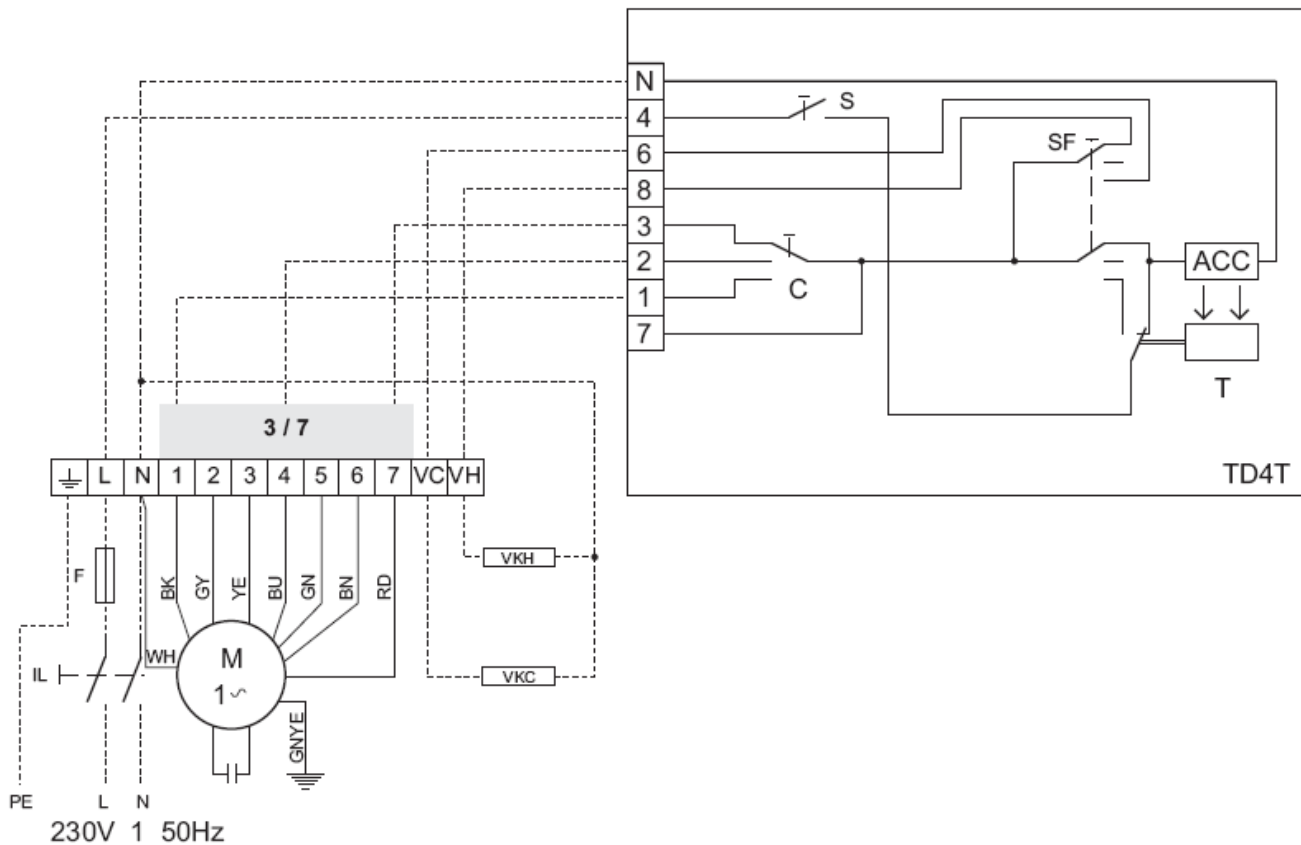 N
4
S
6
SF
8
3
2
ACC
1
C
7
T
3 / 7
L N 1 2 3 4 5 6 7 VC VH
TD4T
VKH
F
BK GY YE BU GN BN RD
WH
M
1~
IL
VKC
GNYE
PE L N
230V 1 50Hz